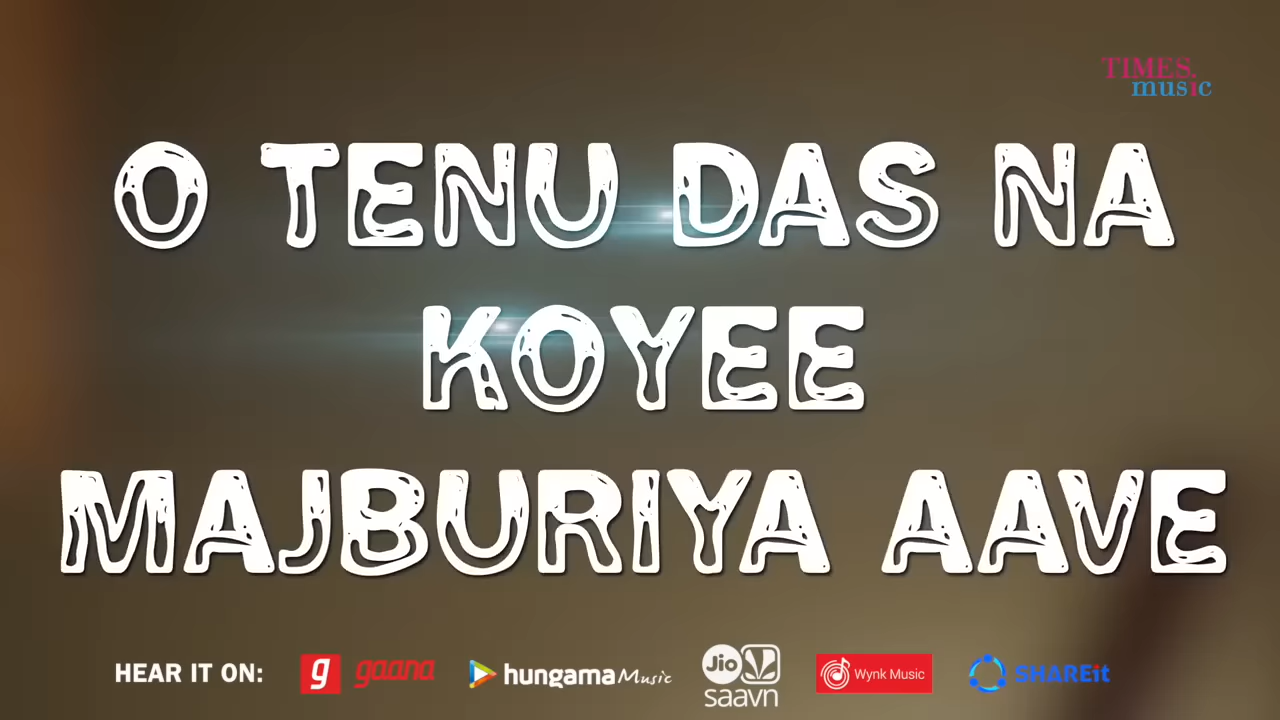 TIMES.
music
O TENU DAS NA
KOYEE
MAJBURIYA AAVE
HEAR IT ON: g gaana hungama Music Jio saavn Wynk Music SHAREit